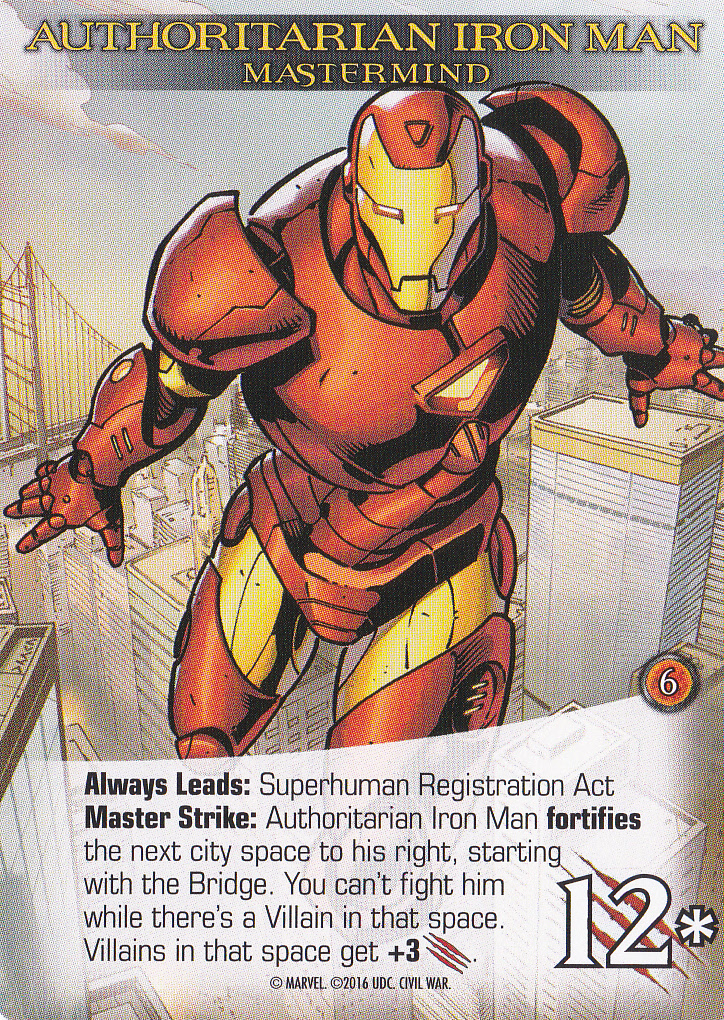 AUTHORITARIAN IRON MAN
MASTERMIND
6
Always Leads: Superhuman Registration Act
Master Strike: Authoritarian Iron Man fortifies
the next city space to his right, starting
with the Bridge. You can't fight him
while there's a Villain in that space.
Villains in that space get +3 .
12*
© MARVEL. ©2016 UDC. CIVIL WAR.